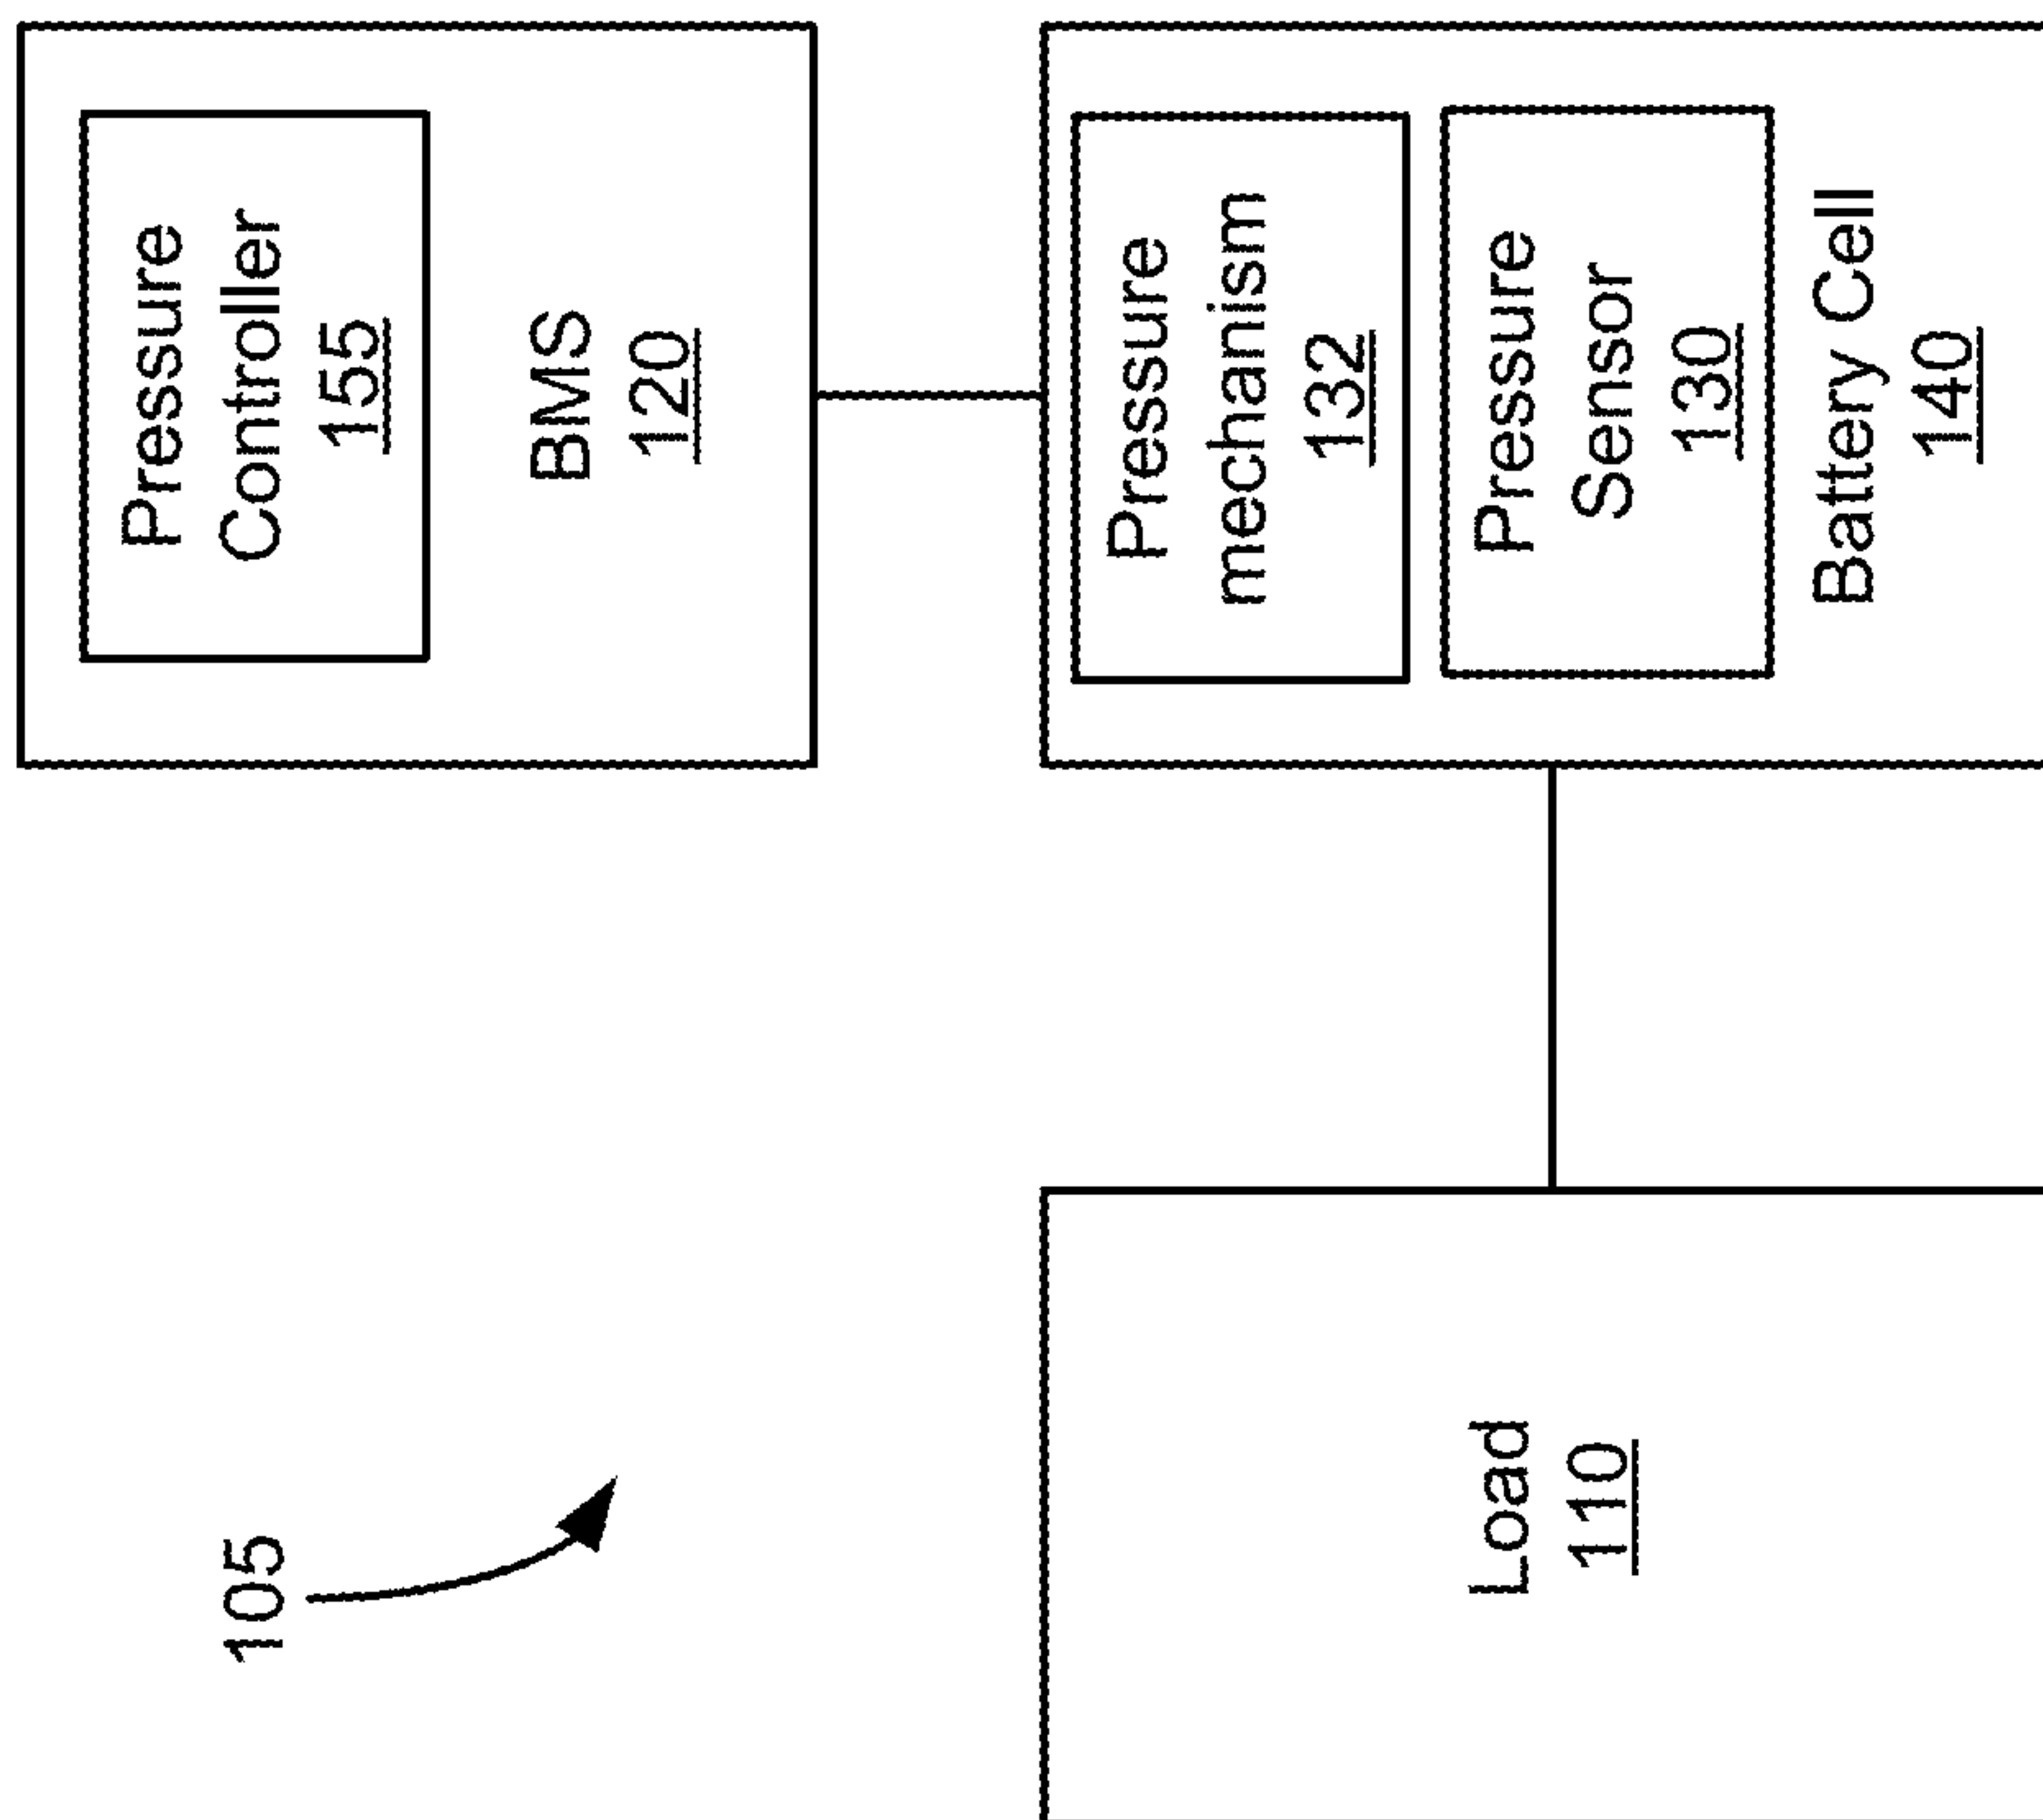 105
Pressure
Controller
155
BMS
120
Load
110
Pressure
mechanism
132
Pressure
Sensor
130
Battery Cell
140